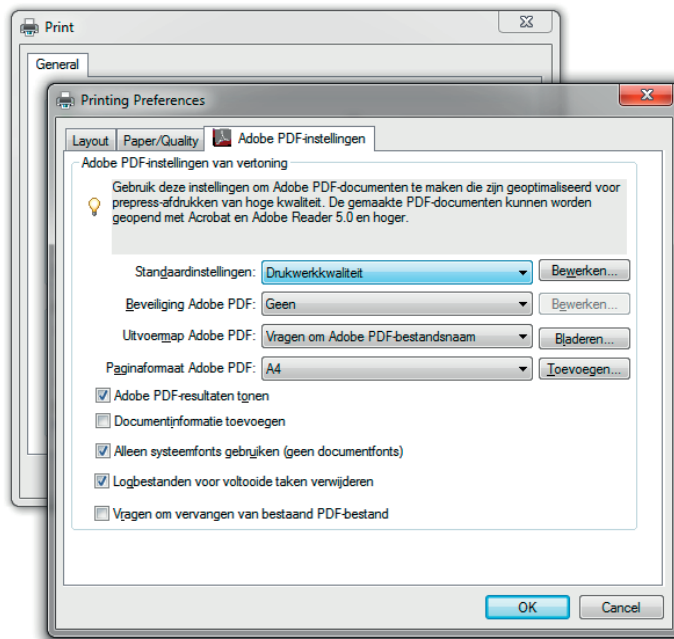 Print
General
Printing Preferences
Layout Paper/Quality Adobe PDF-instellingen
Adobe PDF-instellingen van vertoning
Gebruik deze instellingen om Adobe PDF-documenten te maken die zijn geoptimaliseerd voor
prepress-afdrukken van hoge kwaliteit. De gemaakte PDF-documenten kunnen worden
geopend met Acrobat en Adobe Reader 5.0 en hoger.
Standaardinstellingen: Drukwerkkwaliteit Bewerken...
Beveiliging Adobe PDF: Geen Bewerken...
Uitvoermap Adobe PDF: Vragen om Adobe PDF-bestandsnaam Bladeren...
Paginaformaat Adobe PDF: A4 Toevoegen...
Adobe PDF-resultaten tonen
Documentinformatie toevoegen
Alleen systeemfonts gebruiken (geen documentfonts)
Logbestanden voor voltooide taken verwijderen
Vragen om vervangen van bestaand PDF-bestand
OK Cancel